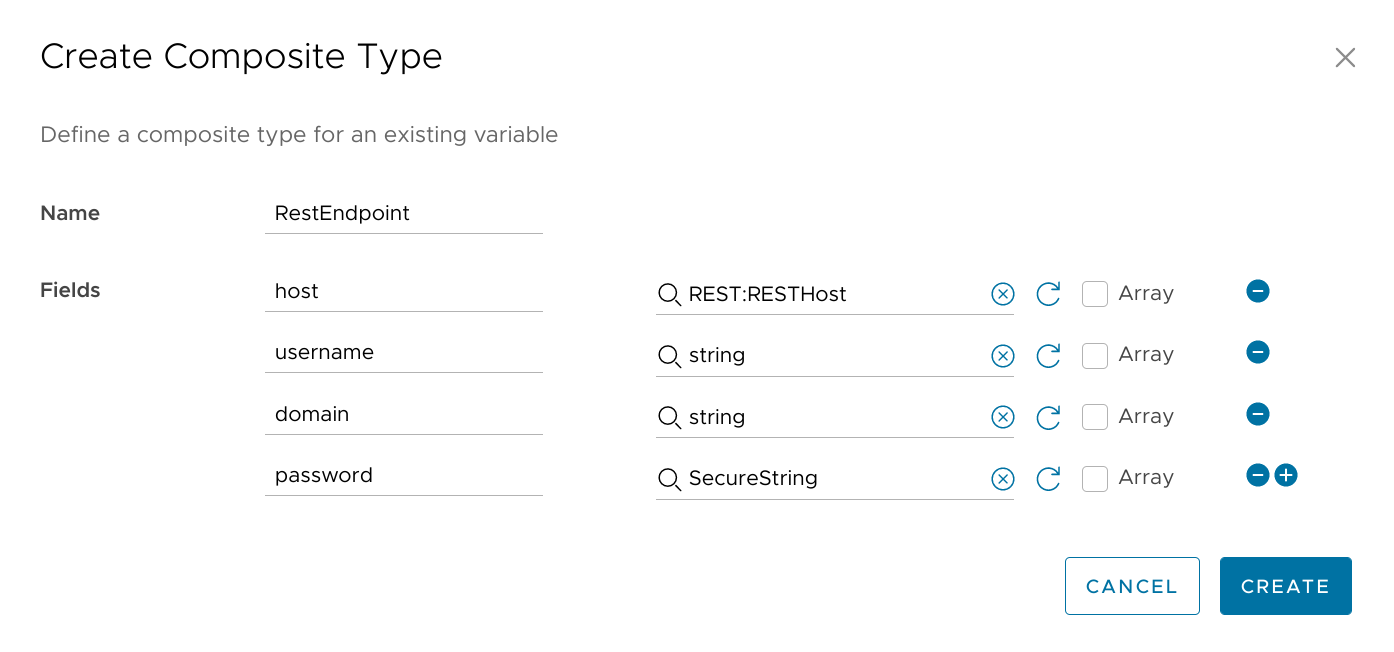 Create Composite Type
Define a composite type for an existing variable
Name RestEndpoint
Fields host REST:RESTHost Array
username string Array
domain string Array
password SecureString Array
CANCEL CREATE